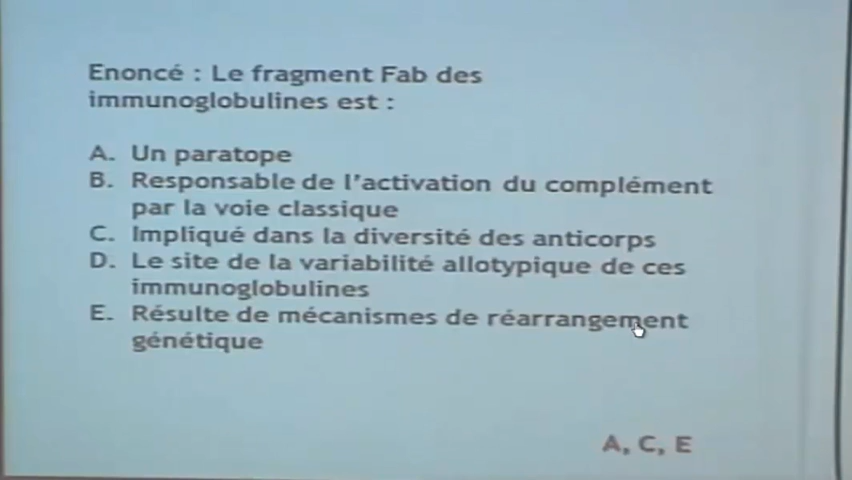 Enoncé : Le fragment Fab des
immunoglobulines est :
A. Un paratope
B. Responsable de l'activation du complément
par la voie classique
C. Impliqué dans la diversité des anticorps
D. Le site de la variabilité allotypique de ces
immunoglobulines
E. Résulte de mécanismes de réarrangement
génétique
A, C, E